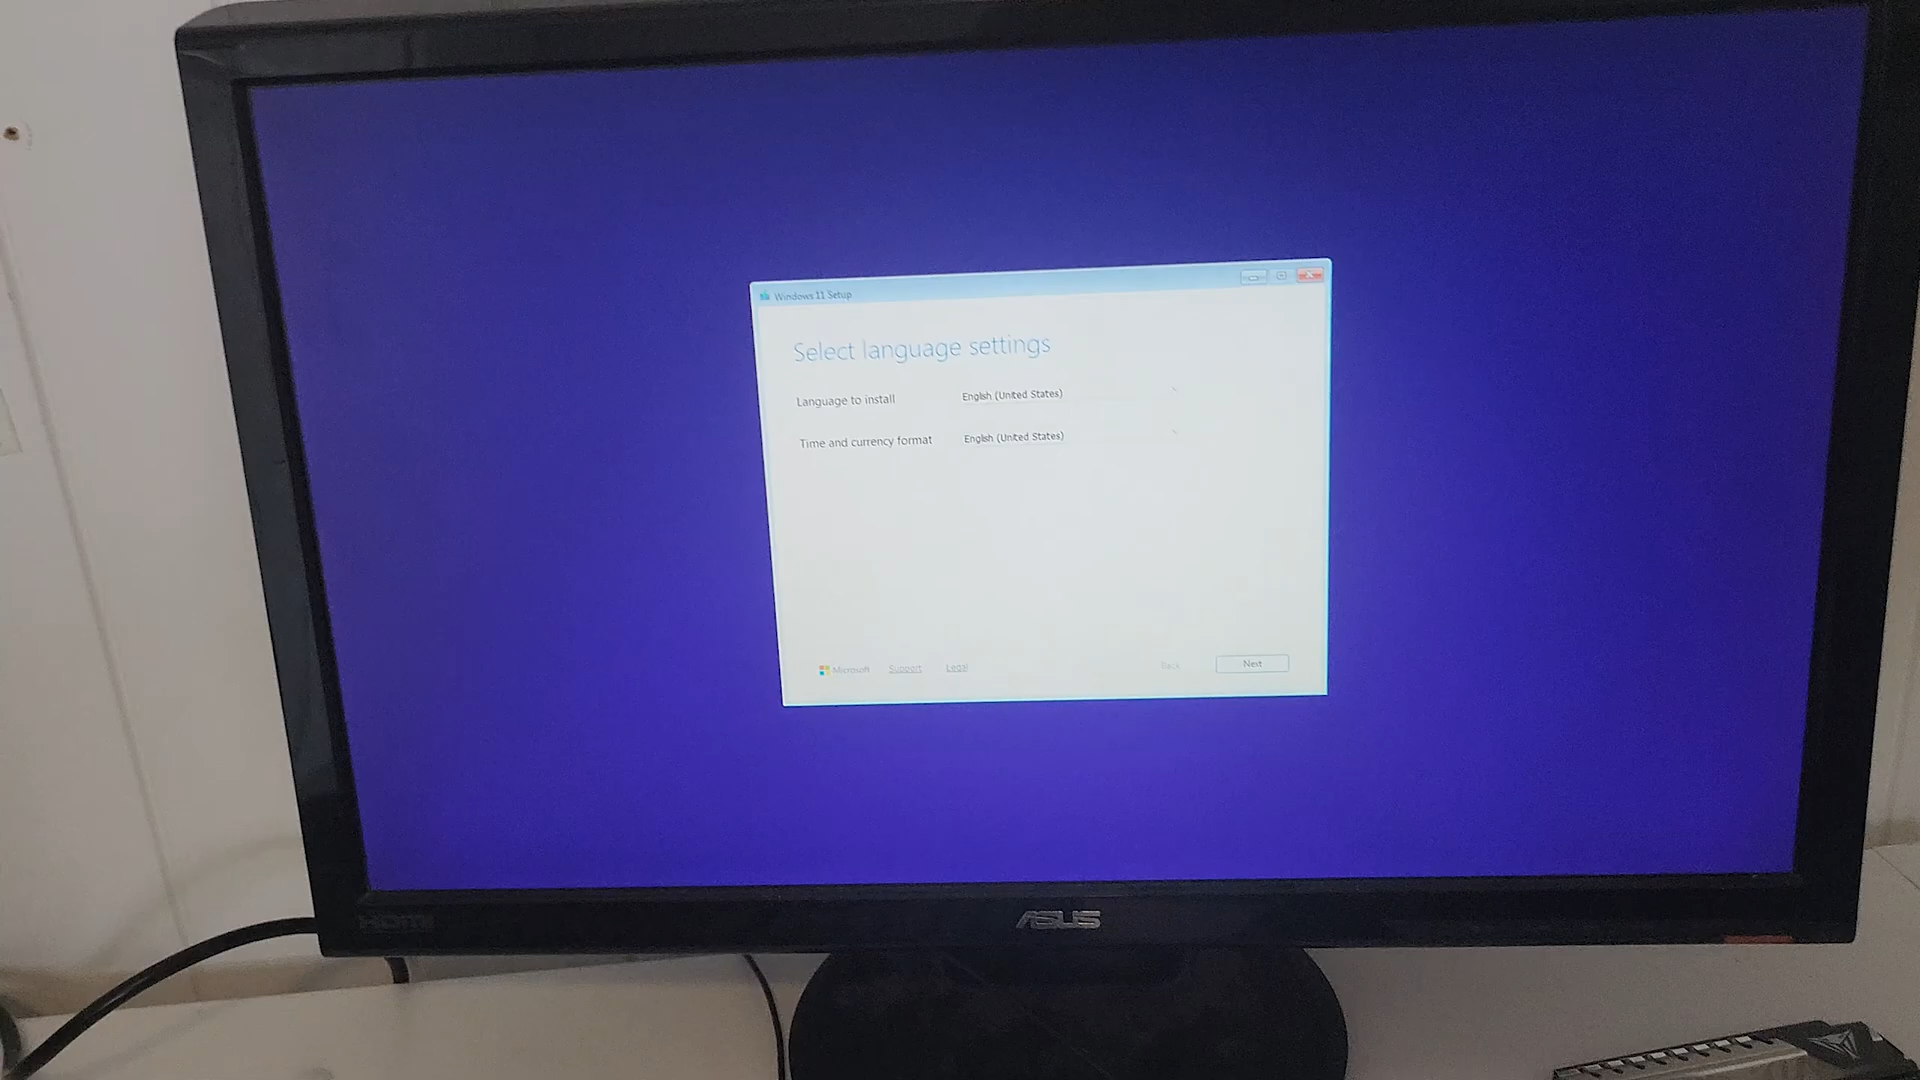 Windows 11 Setup
Select language settings
Language to install English (United States)
Time and currency format English (United States)
Microsoft Support Legal Back Next
HDMI
ASUS